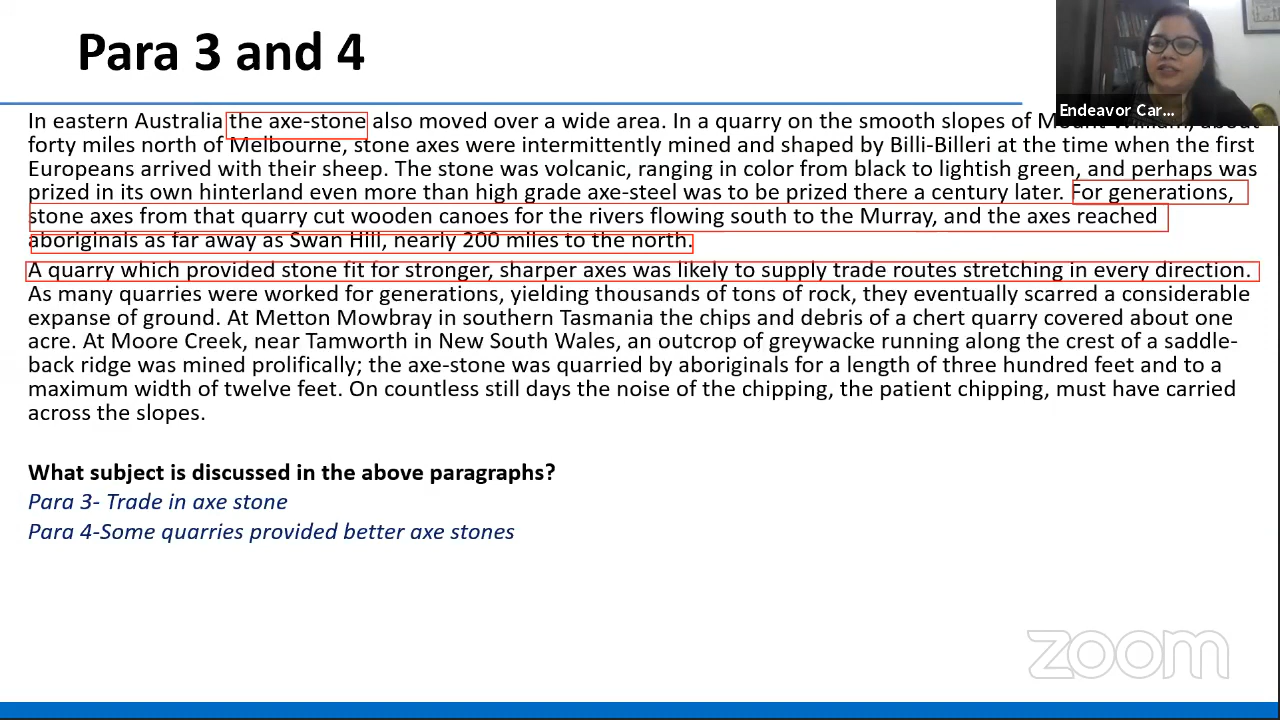 Para 3 and 4
Endeavor Car...
In eastern Australia the axe-stone also moved over a wide area. In a quarry on the smooth slopes of Mount William, about
forty miles north of Melbourne, stone axes were intermittently mined and shaped by Billi-Billeri at the time when the first
Europeans arrived with their sheep. The stone was volcanic, ranging in color from black to lightish green, and perhaps was
prized in its own hinterland even more than high grade axe-steel was to be prized there a century later. For generations,
stone axes from that quarry cut wooden canoes for the rivers flowing south to the Murray, and the axes reached
aboriginals as far away as Swan Hill, nearly 200 miles to the north.
A quarry which provided stone fit for stronger, sharper axes was likely to supply trade routes stretching in every direction.
As many quarries were worked for generations, yielding thousands of tons of rock, they eventually scarred a considerable
expanse of ground. At Metton Mowbray in southern Tasmania the chips and debris of a chert quarry covered about one
acre. At Moore Creek, near Tamworth in New South Wales, an outcrop of greywacke running along the crest of a saddle-
back ridge was mined prolifically; the axe-stone was quarried by aboriginals for a length of three hundred feet and to a
maximum width of twelve feet. On countless still days the noise of the chipping, the patient chipping, must have carried
across the slopes.
What subject is discussed in the above paragraphs?
Para 3- Trade in axe stone
Para 4-Some quarries provided better axe stones
zoom